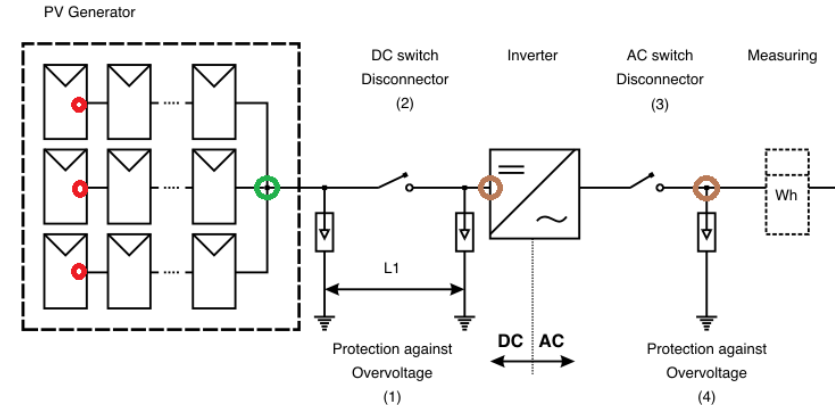 PV Generator
DC switch
Disconnector
(2)
Inverter
AC switch
Disconnector
(3)
Measuring
Wh
L1
DC
AC
Protection against
Overvoltage
(1)
Protection against
Overvoltage
(4)